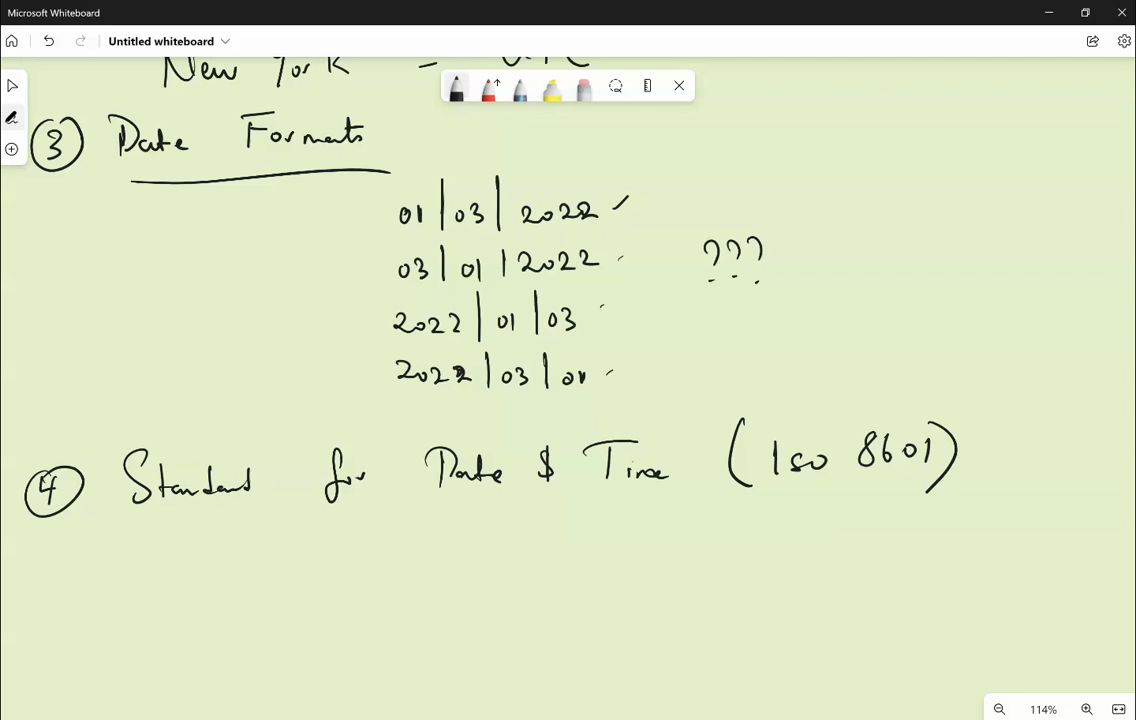 Microsoft Whiteboard
Untitled whiteboard
New York = UTC
③ Date Formats
01|03|2022
03|01|2022 ???
2022|01|03
2022|03|01
④ Standard for Date & Time (ISO 8601)
114%